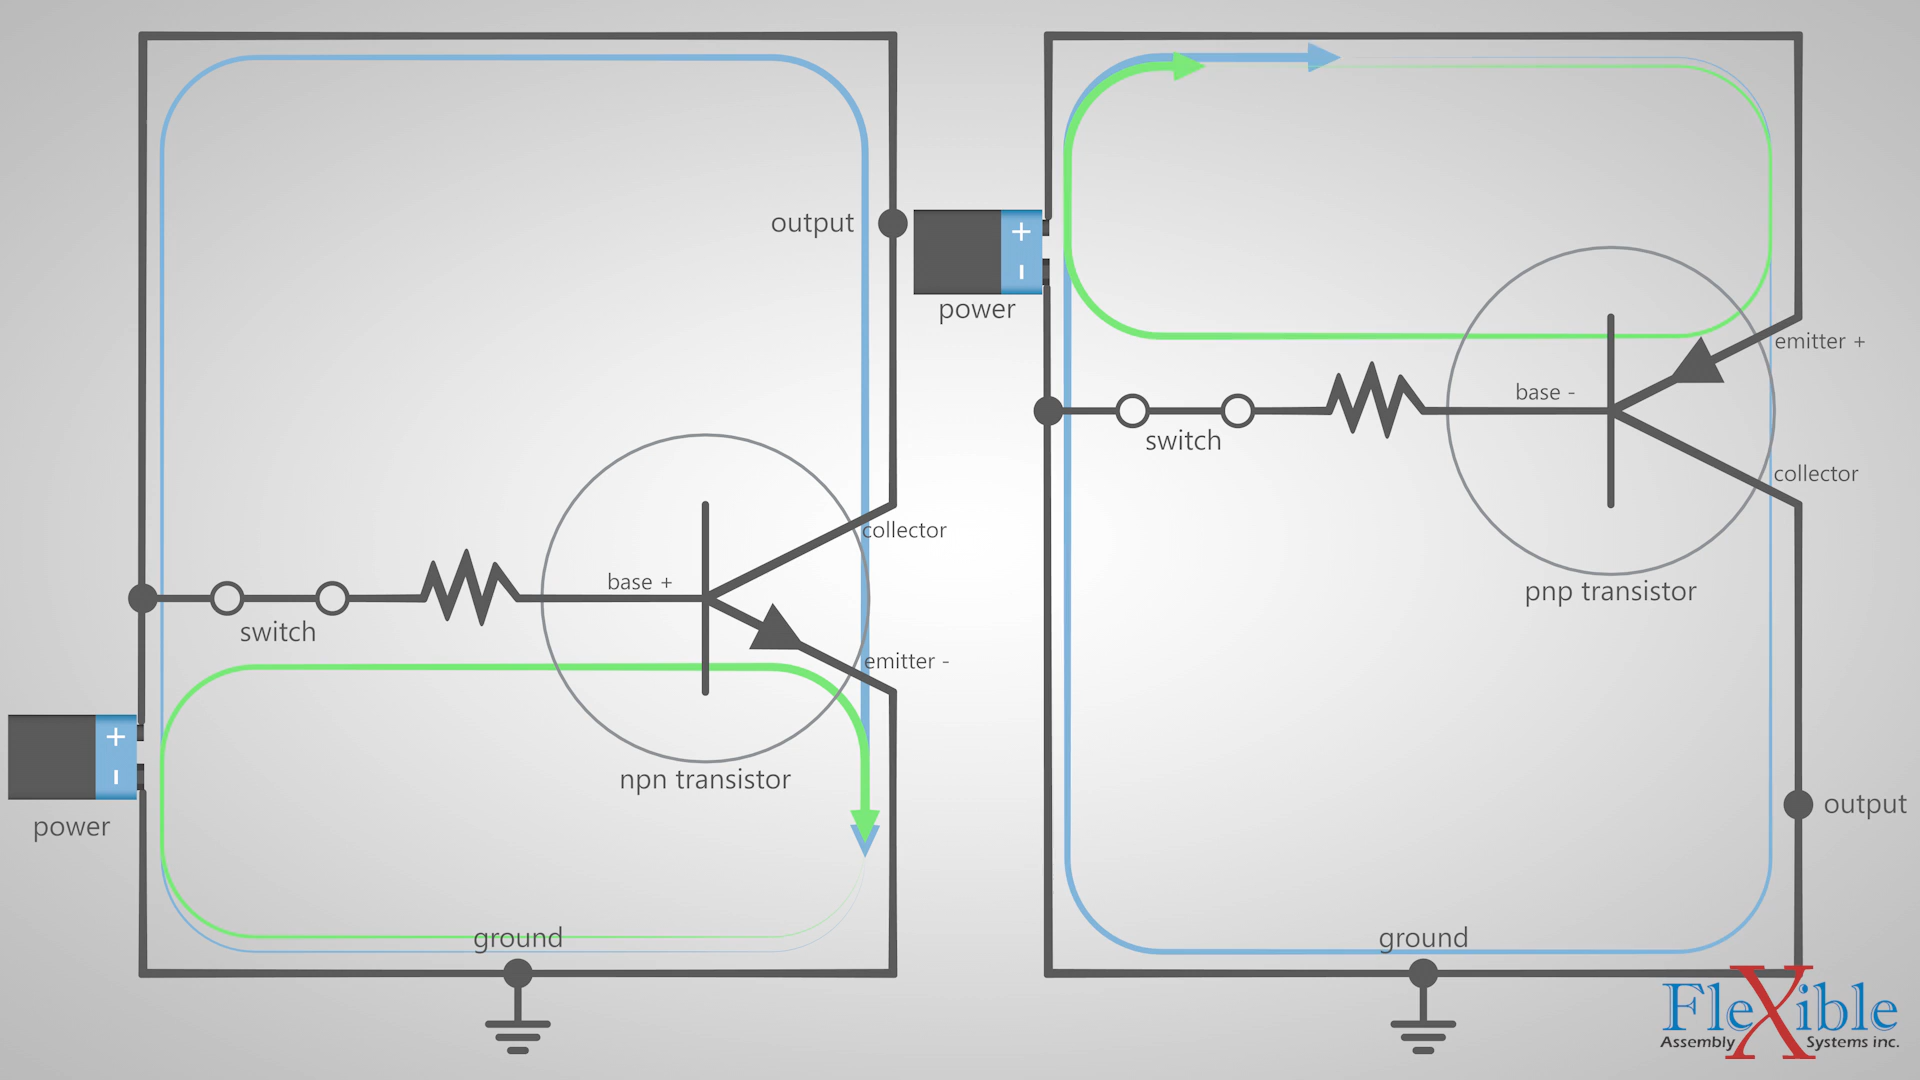 output
collector
base +
switch
emitter -
npn transistor
+
-
power
ground
+
-
power
emitter +
base -
switch
collector
pnp transistor
output
ground
FleXible
Assembly Systems inc.